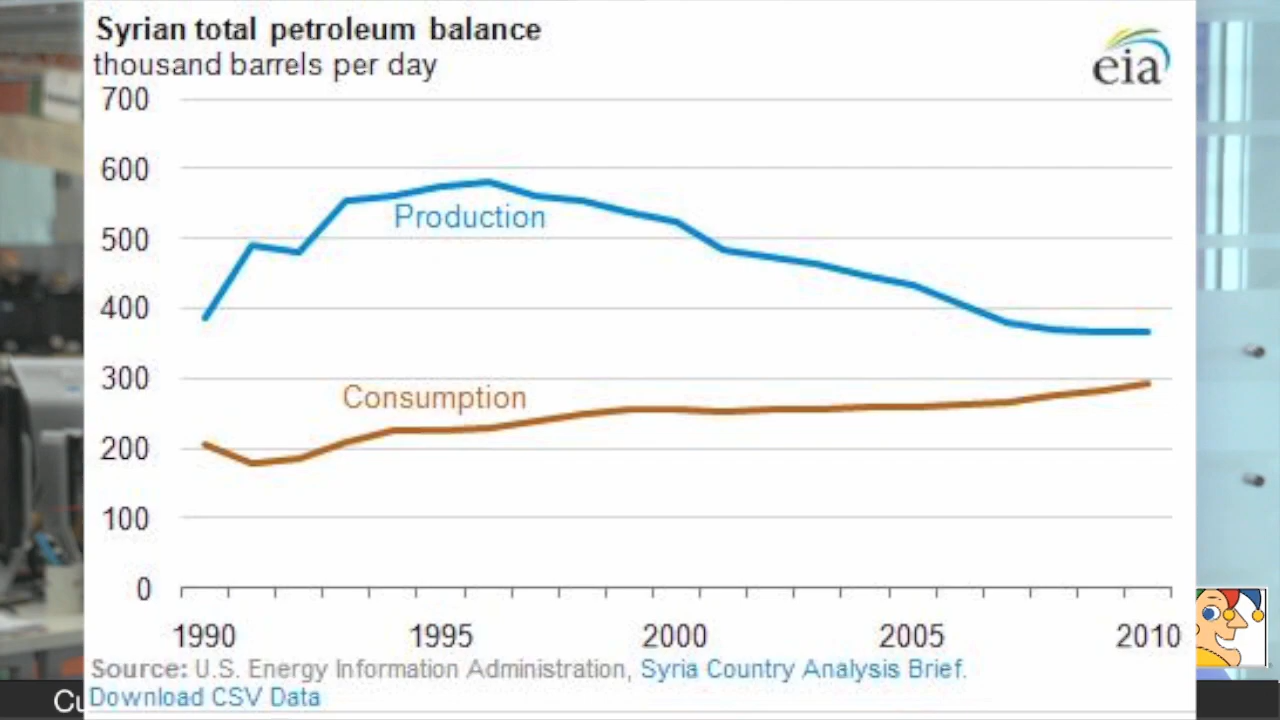 Syrian total petroleum balance
thousand barrels per day
eia
700
600
500
400
300
200
100
0
Production
Consumption
1990 1995 2000 2005 2010
Source: U.S. Energy Information Administration, Syria Country Analysis Brief.
Download CSV Data